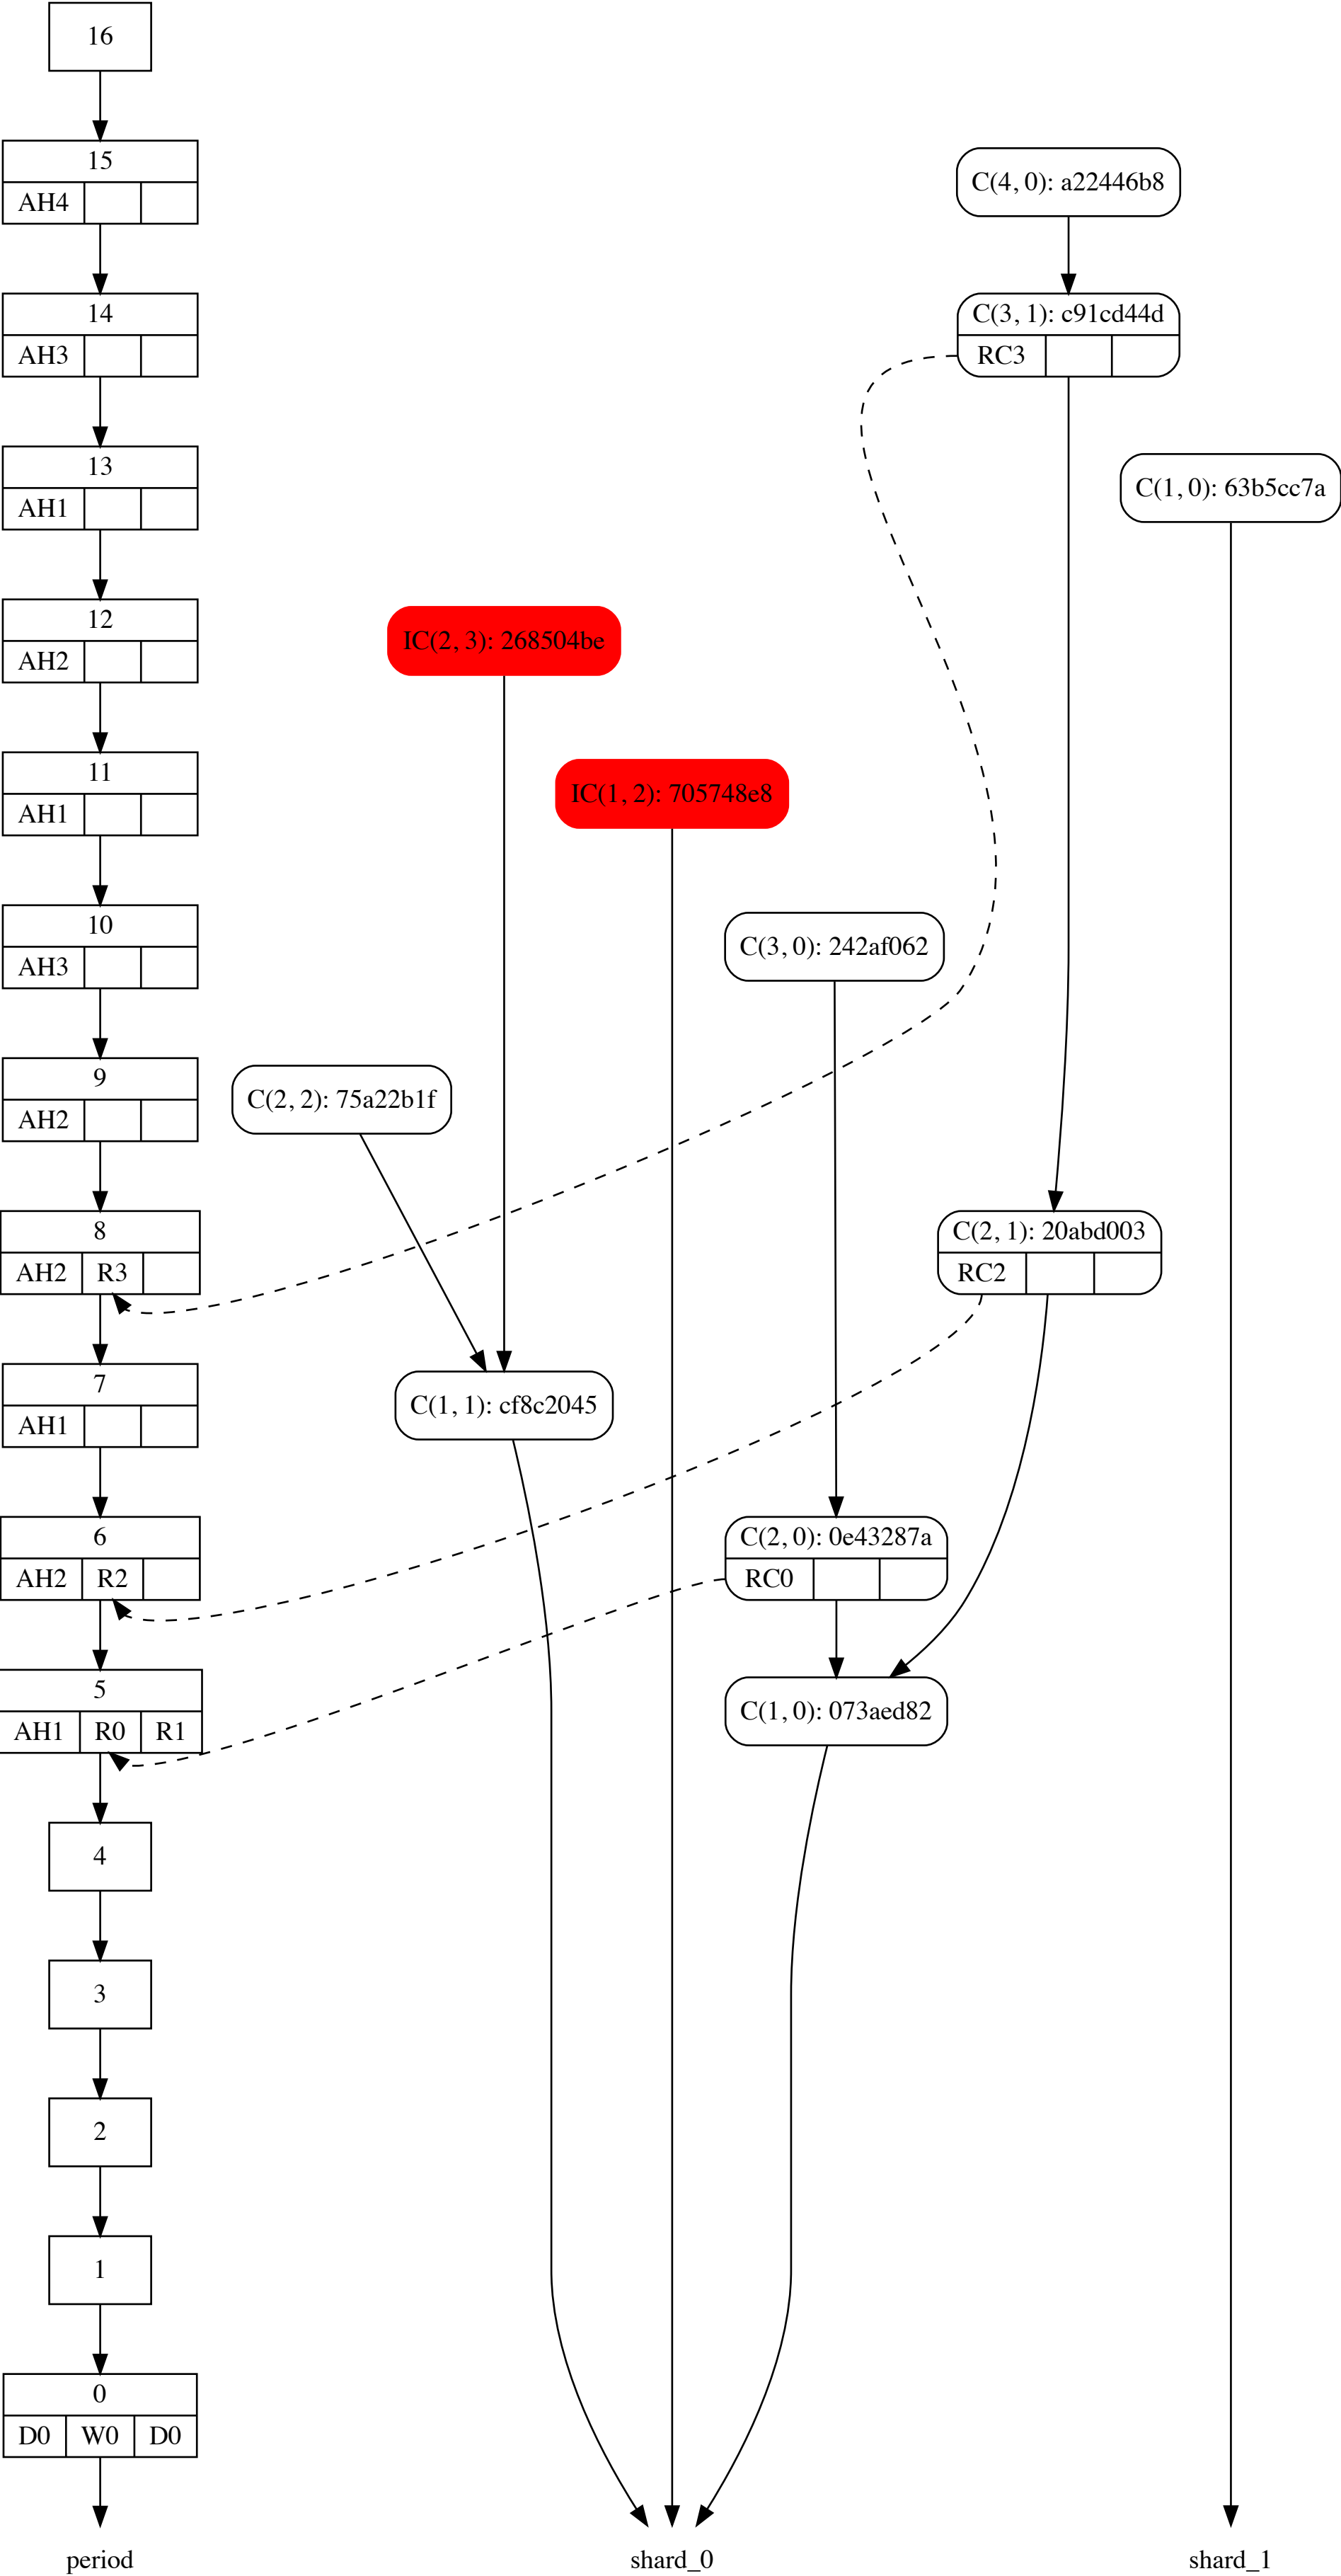 16
15
AH4
C(4, 0): a22446b8
14
AH3
C(3, 1): c91cd44d
RC3
13
AH1
C(1, 0): 63b5cc7a
12
AH2
IC(2, 3): 268504be
11
AH1
IC(1, 2): 705748e8
10
AH3
C(3, 0): 242af062
9
AH2
C(2, 2): 75a22b1f
8
AH2 R3
C(2, 1): 20abd003
RC2
7
AH1
C(1, 1): cf8c2045
6
AH2 R2
C(2, 0): 0e43287a
RC0
5
AH1 R0 R1
C(1, 0): 073aed82
4
3
2
1
0
D0 W0 D0
period shard_0 shard_1